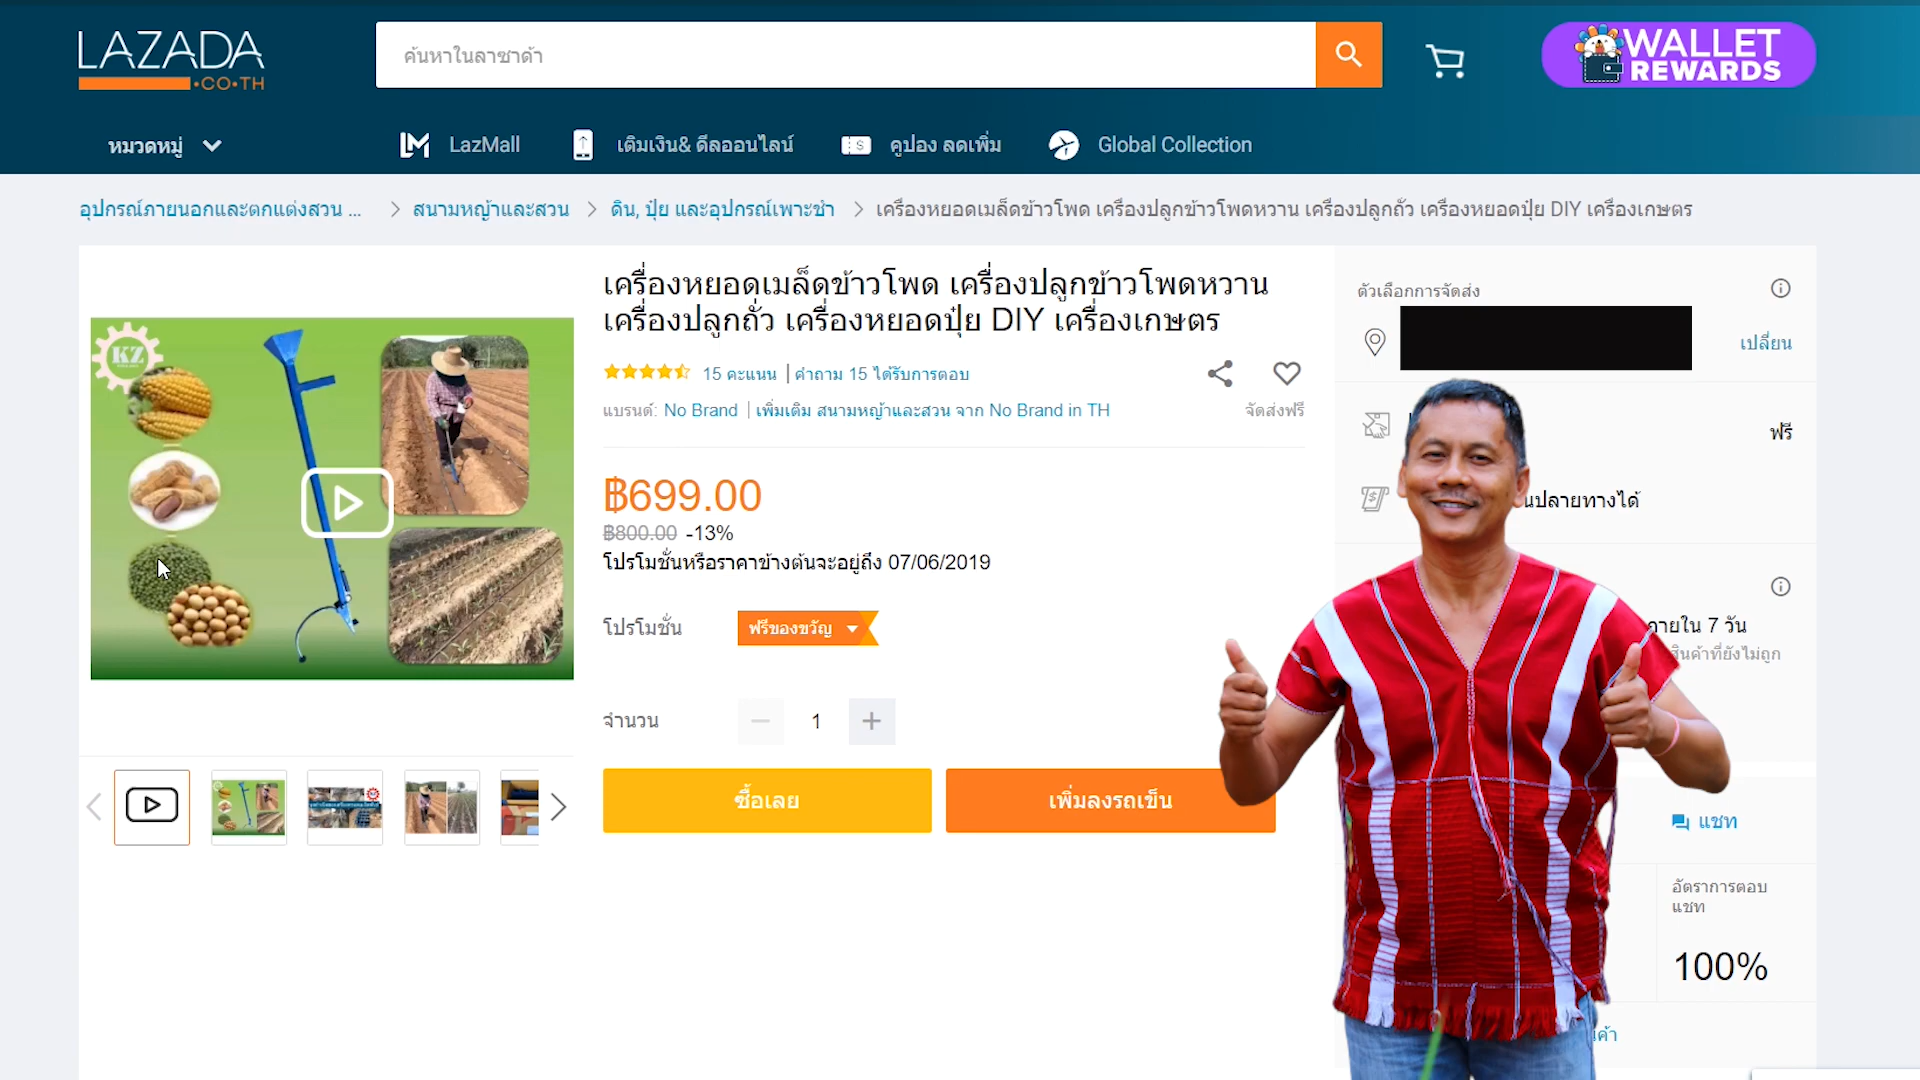 LAZADA
.CO.TH
ค้นหาในลาซาด้า
WALLET
REWARDS
หมวดหมู่
LazMall
เติมเงิน& ดีลออนไลน์
คูปอง ลดเพิ่ม
Global Collection
อุปกรณ์ภายนอกและตกแต่งสวน ...
สนามหญ้าและสวน
ดิน, ปุ๋ย และอุปกรณ์เพาะชำ
เครื่องหยอดเมล็ดข้าวโพด เครื่องปลูกข้าวโพดหวาน เครื่องปลูกถั่ว เครื่องหยอดปุ๋ย DIY เครื่องเกษตร
KZ
เครื่องหยอดเมล็ดข้าวโพด เครื่องปลูกข้าวโพดหวาน
เครื่องปลูกถั่ว เครื่องหยอดปุ๋ย DIY เครื่องเกษตร
15 คะแนน | คำถาม 15 ได้รับการตอบ
แบรนด์: No Brand | เพิ่มเติม สนามหญ้าและสวน จาก No Brand in TH
จัดส่งฟรี
฿699.00
฿800.00 -13%
โปรโมชั่นหรือราคาข้างต้นจะอยู่ถึง 07/06/2019
โปรโมชั่น
ฟรีของขวัญ
จำนวน
1
ซื้อเลย
เพิ่มลงรถเข็น
ตัวเลือกการจัดส่ง
เปลี่ยน
ฟรี
นปลายทางได้
ภายใน 7 วัน
สินค้าที่ยังไม่ถูก
แชท
อัตราการตอบ
แชท
100%